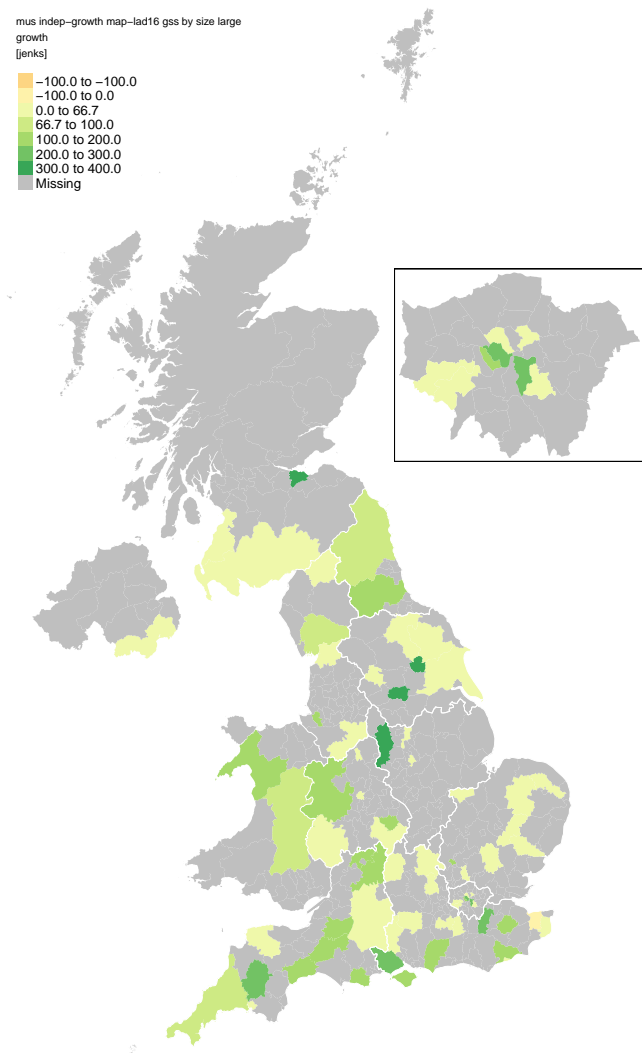 mus indep−growth map−lad16 gss by size large
growth
[jenks]
−100.0 to −100.0
−100.0 to 0.0
0.0 to 66.7
66.7 to 100.0
100.0 to 200.0
200.0 to 300.0
300.0 to 400.0
Missing